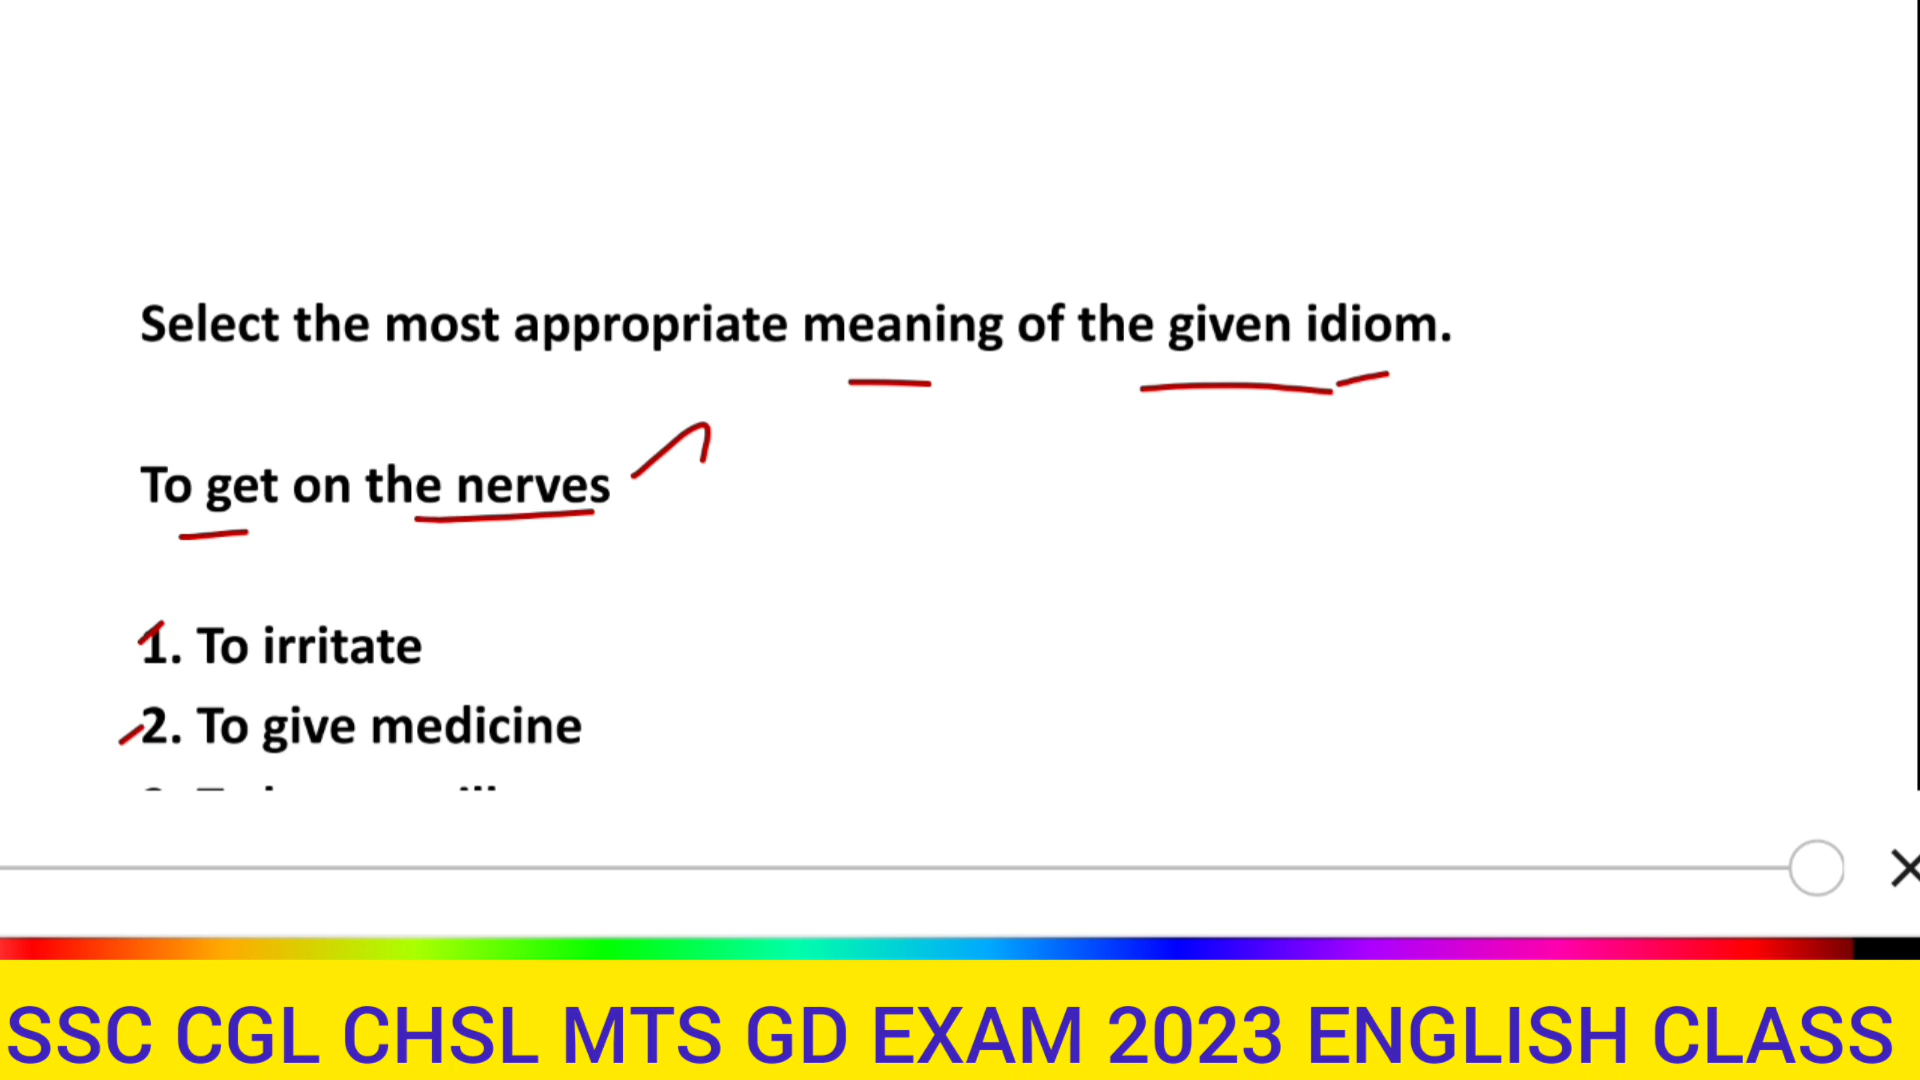 Select the most appropriate meaning of the given idiom.
To get on the nerves
1. To irritate
2. To give medicine
SSC CGL CHSL MTS GD EXAM 2023 ENGLISH CLASS